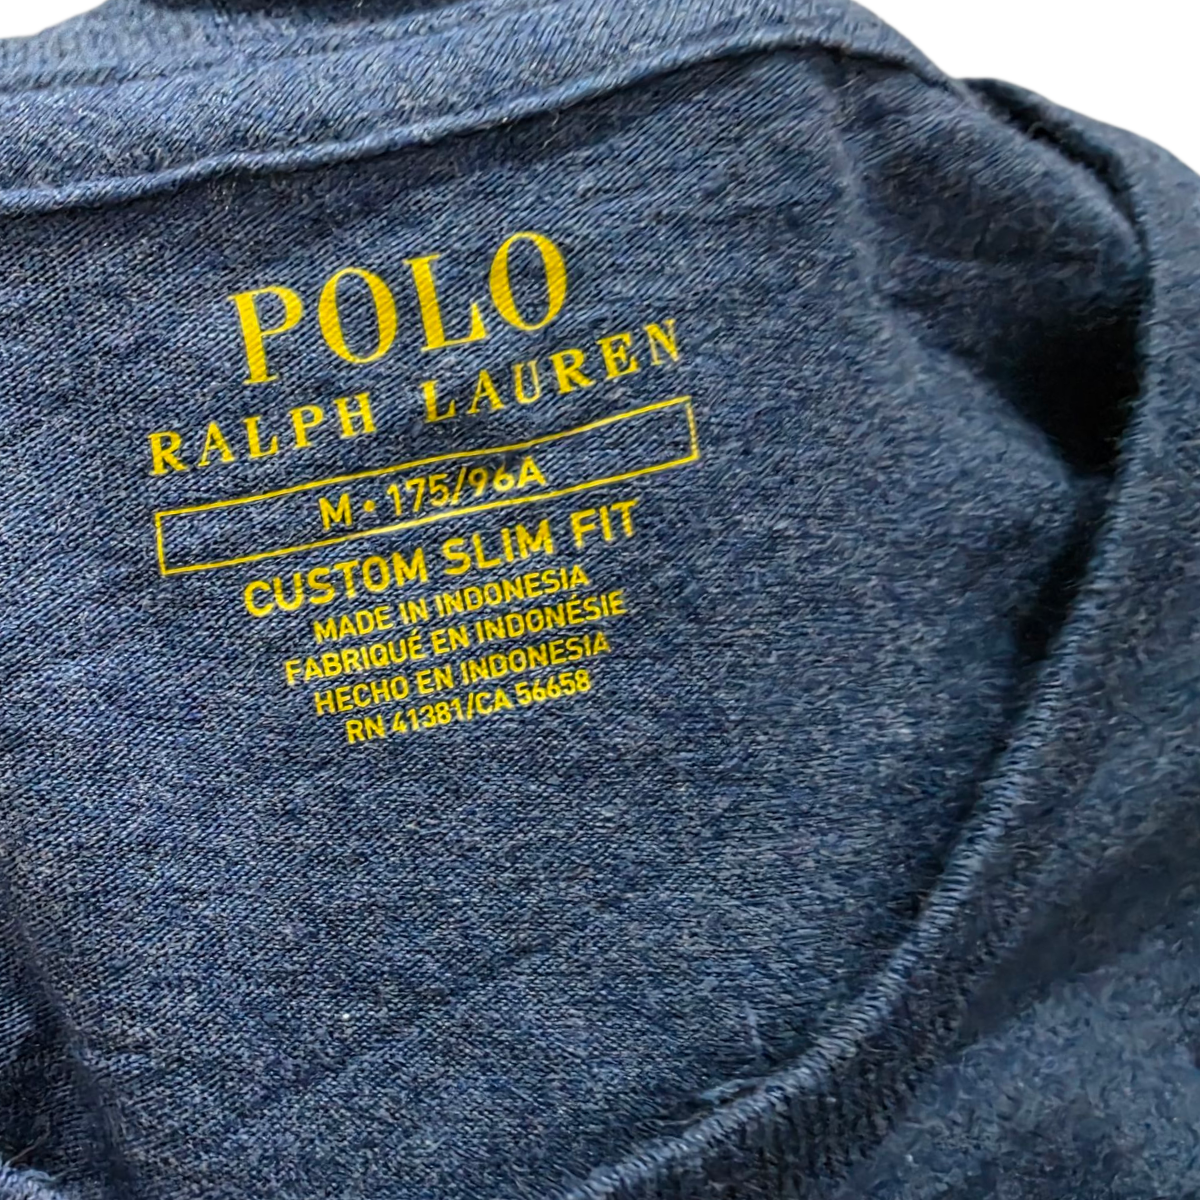 POLO
RALPH LAUREN
M • 175/96A
CUSTOM SLIM FIT
MADE IN INDONESIA
FABRIQUÉ EN INDONÉSIE
HECHO EN INDONESIA
RN 41381/CA 56658